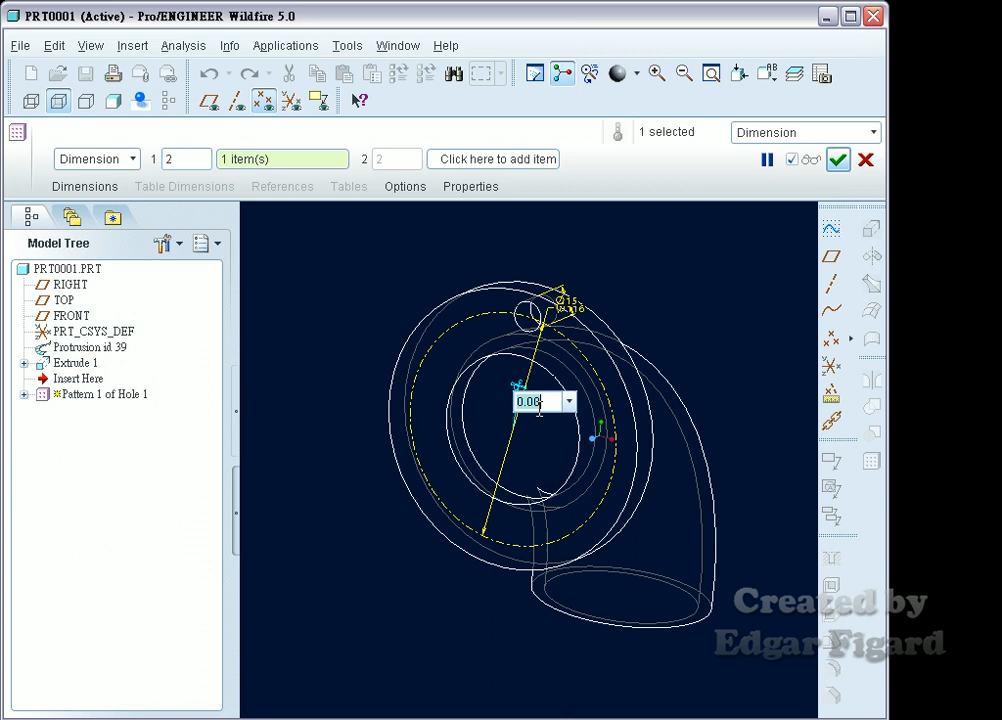 PRT0001 (Active) - Pro/ENGINEER Wildfire 5.0
File Edit View Insert Analysis Info Applications Tools Window Help
1 selected Dimension
Dimension 1 2 1 item(s) 2 2 Click here to add item
Dimensions Table Dimensions References Tables Options Properties
Model Tree
PRT0001.PRT
RIGHT
TOP
FRONT
PRT_CSYS_DEF
Protrusion id 39
Extrude 1
Insert Here
Pattern 1 of Hole 1
Ø15
0.00
Created by
Edgar Figard